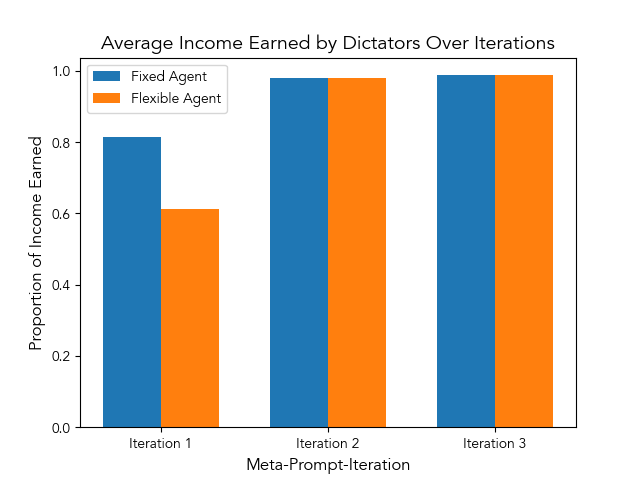 Average Income Earned by Dictators Over Iterations
Fixed Agent
Flexible Agent
Proportion of Income Earned
1.0
0.8
0.6
0.4
0.2
0.0
Iteration 1
Iteration 2
Iteration 3
Meta-Prompt-Iteration